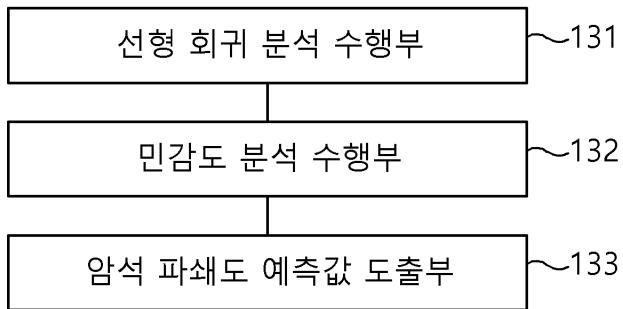 선형 회귀 분석 수행부 131
민감도 분석 수행부 132
암석 파쇄도 예측값 도출부 133